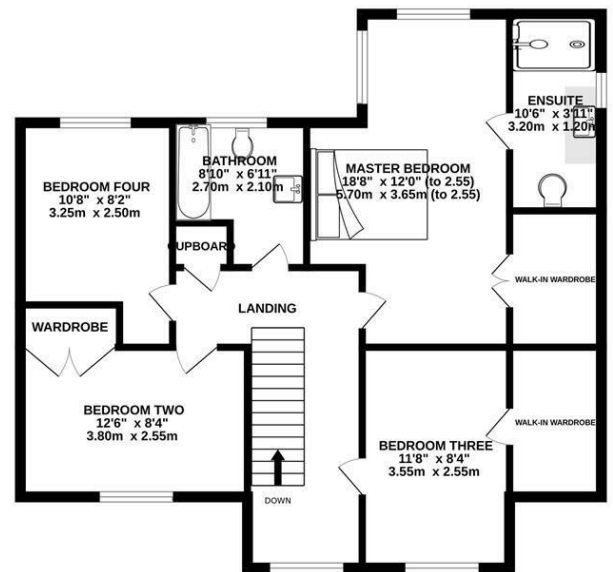 ENSUITE
10'6" x 3'11"
3.20m x 1.20m
BATHROOM
8'10" x 6'11"
2.70m x 2.10m
MASTER BEDROOM
18'8" x 12'0" (to 2.55)
5.70m x 3.65m (to 2.55)
BEDROOM FOUR
10'8" x 8'2"
3.25m x 2.50m
CUPBOARD
WALK-IN WARDROBE
LANDING
WARDROBE
BEDROOM TWO
12'6" x 8'4"
3.80m x 2.55m
WALK-IN WARDROBE
BEDROOM THREE
11'8" x 8'4"
3.55m x 2.55m
DOWN